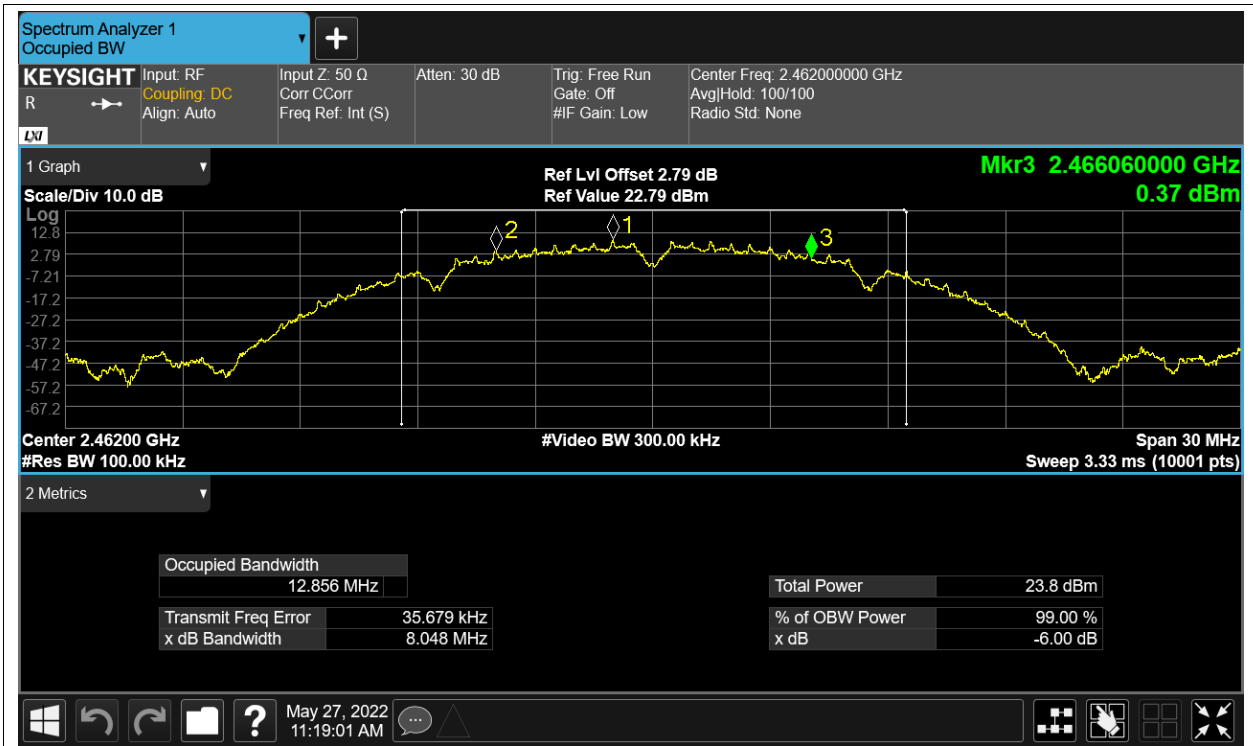 Spectrum Analyzer 1
Occupied BW
KEYSIGHT
R
LXI
Input: RF
Coupling: DC
Align: Auto
Input Z: 50 Ω
Corr CCorr
Freq Ref: Int (S)
Atten: 30 dB
Trig: Free Run
Gate: Off
#IF Gain: Low
Center Freq: 2.462000000 GHz
Avg|Hold: 100/100
Radio Std: None
1 Graph
Scale/Div 10.0 dB
Ref Lvl Offset 2.79 dB
Ref Value 22.79 dBm
Mkr3 2.466060000 GHz
0.37 dBm
Log
12.8
2.79
-7.21
-17.2
-27.2
-37.2
-47.2
-57.2
-67.2
2
1
3
Center 2.46200 GHz
#Video BW 300.00 kHz
Span 30 MHz
#Res BW 100.00 kHz
Sweep 3.33 ms (10001 pts)
2 Metrics
Occupied Bandwidth
12.856 MHz
Total Power 23.8 dBm
Transmit Freq Error 35.679 kHz
% of OBW Power 99.00 %
x dB Bandwidth 8.048 MHz
x dB -6.00 dB
May 27, 2022
11:19:01 AM